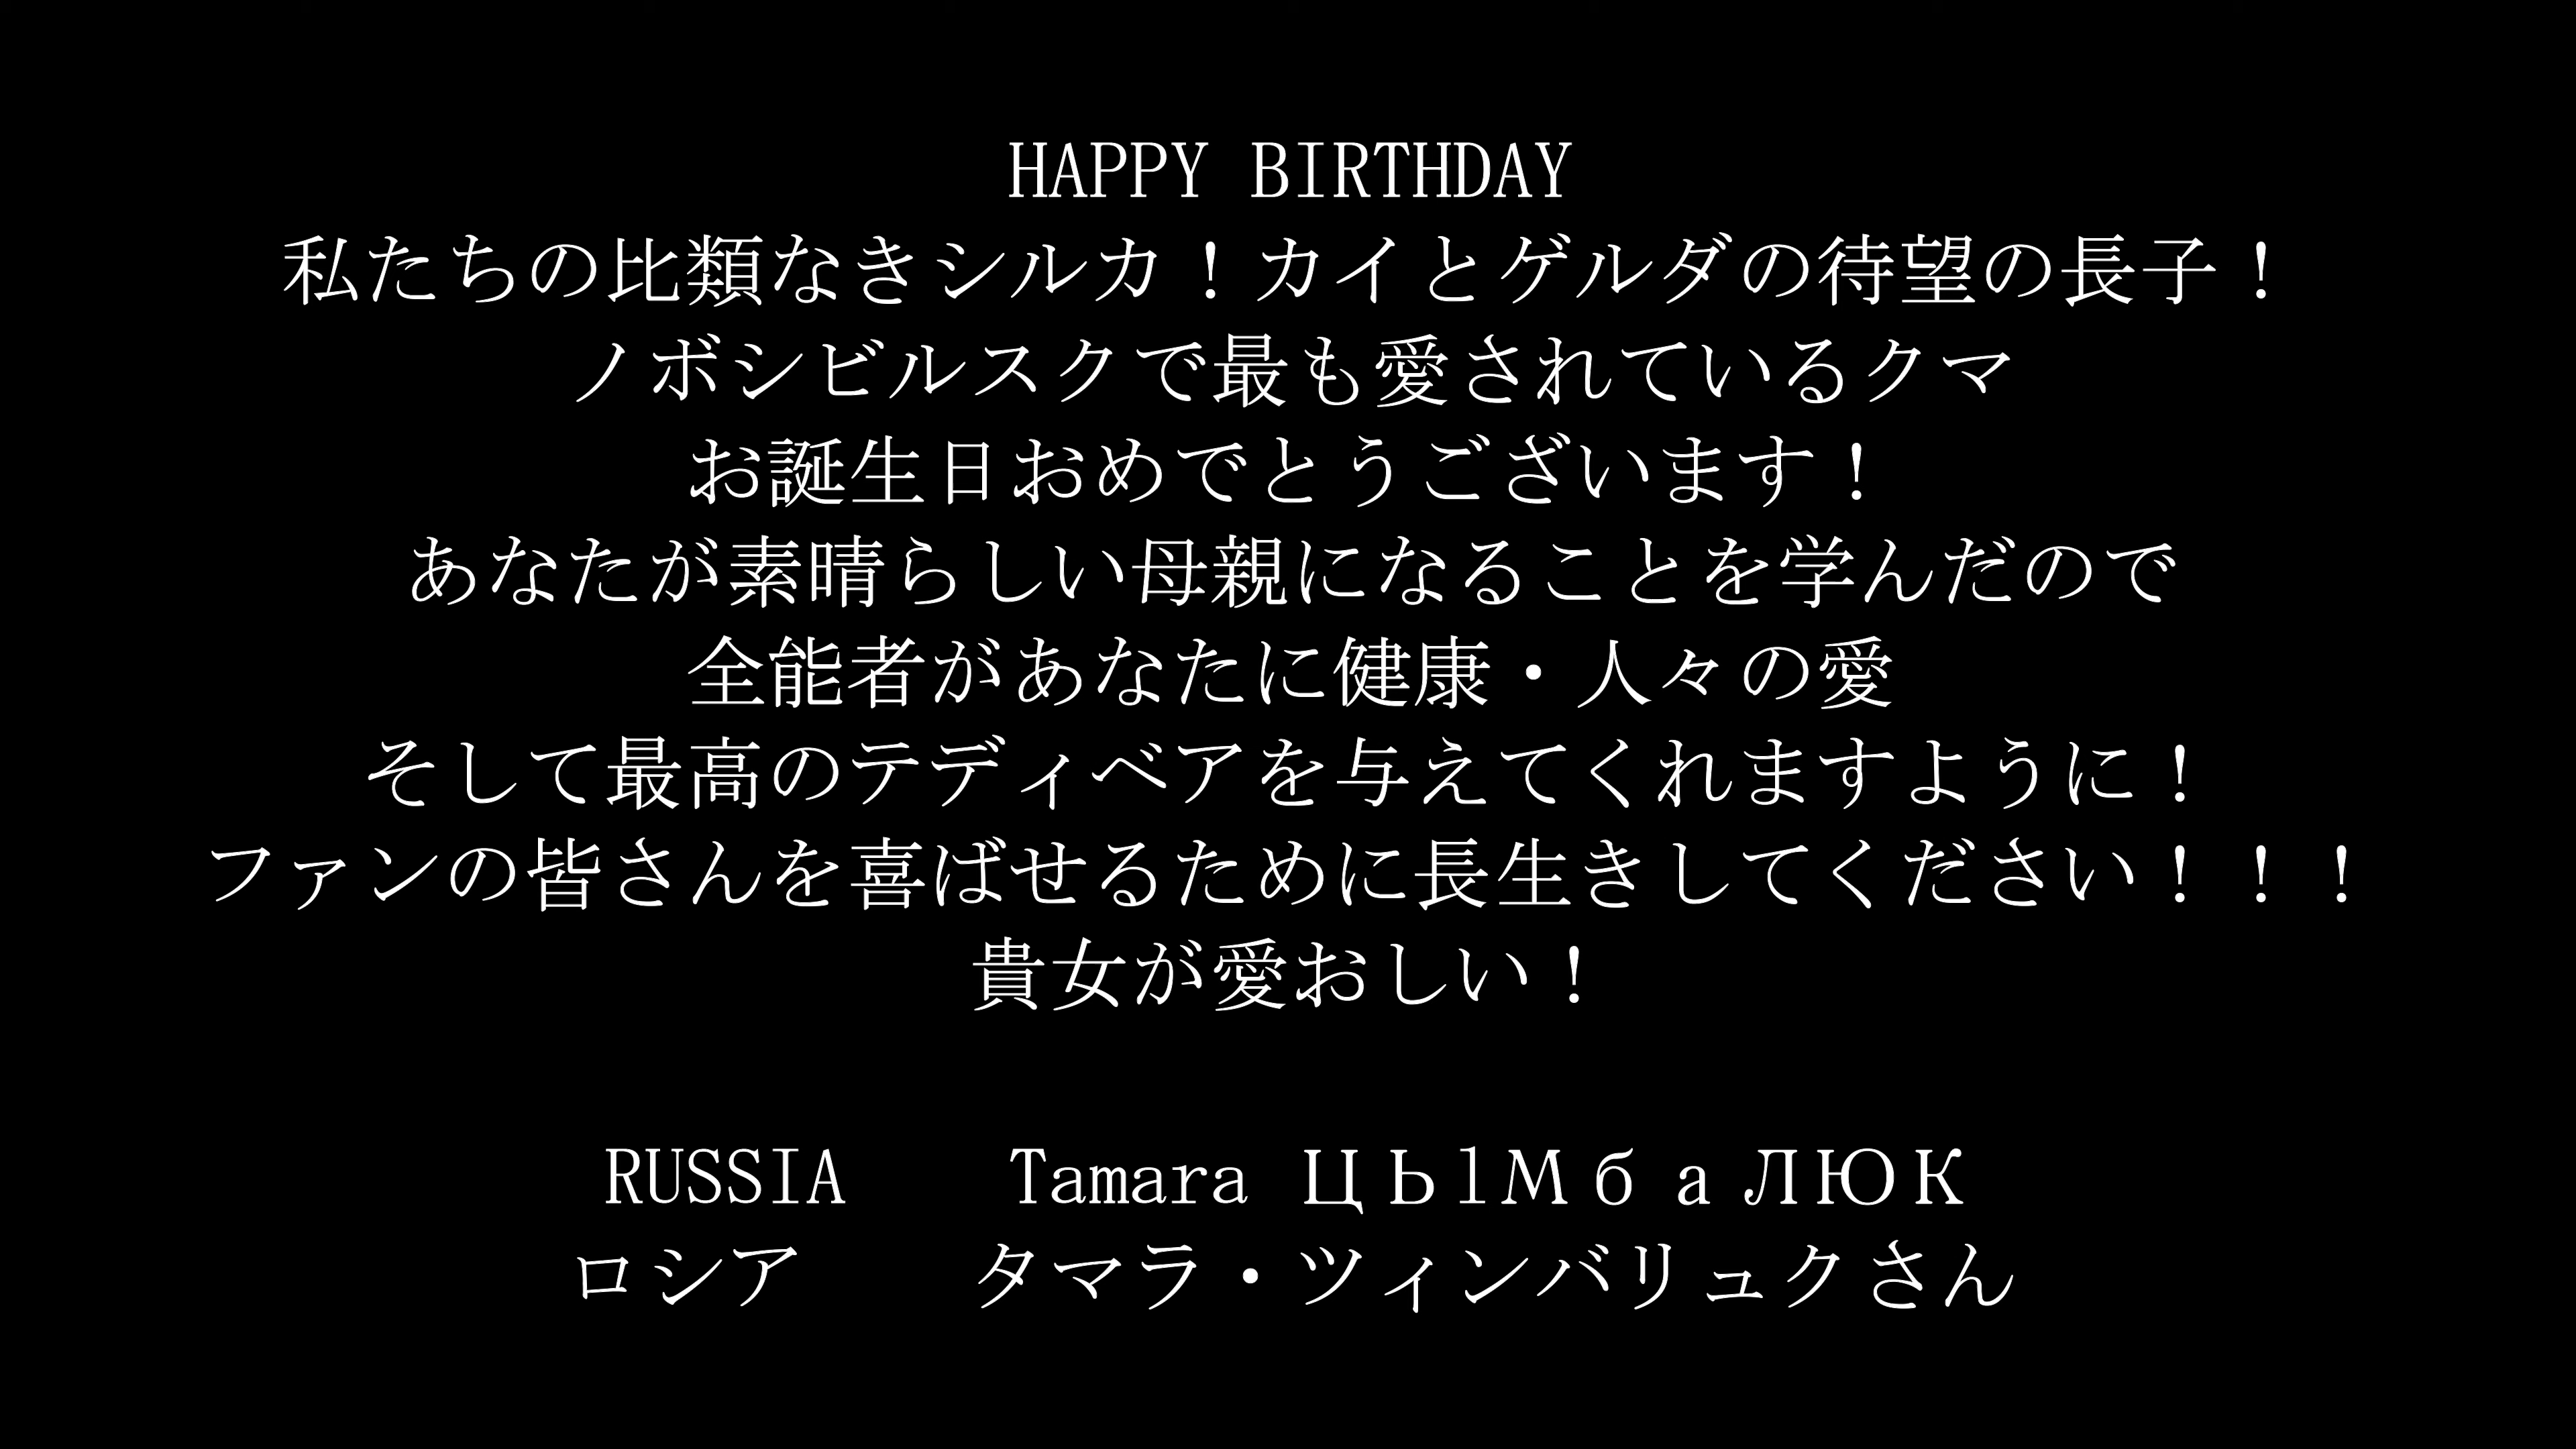 HAPPY BIRTHDAY
私たちの比類なきシルカ！カイとゲルダの待望の長子！
ノボシビルスクで最も愛されているクマ
お誕生日おめでとうございます！
あなたが素晴らしい母親になることを学んだので
全能者があなたに健康・人々の愛
そして最高のテディベアを与えてくれますように！
ファンの皆さんを喜ばせるために長生きしてください！！！
貴女が愛おしい！
RUSSIA　　Tamara ЦЬlМбаЛЮК
ロシア　　タマラ・ツィンバリュクさん